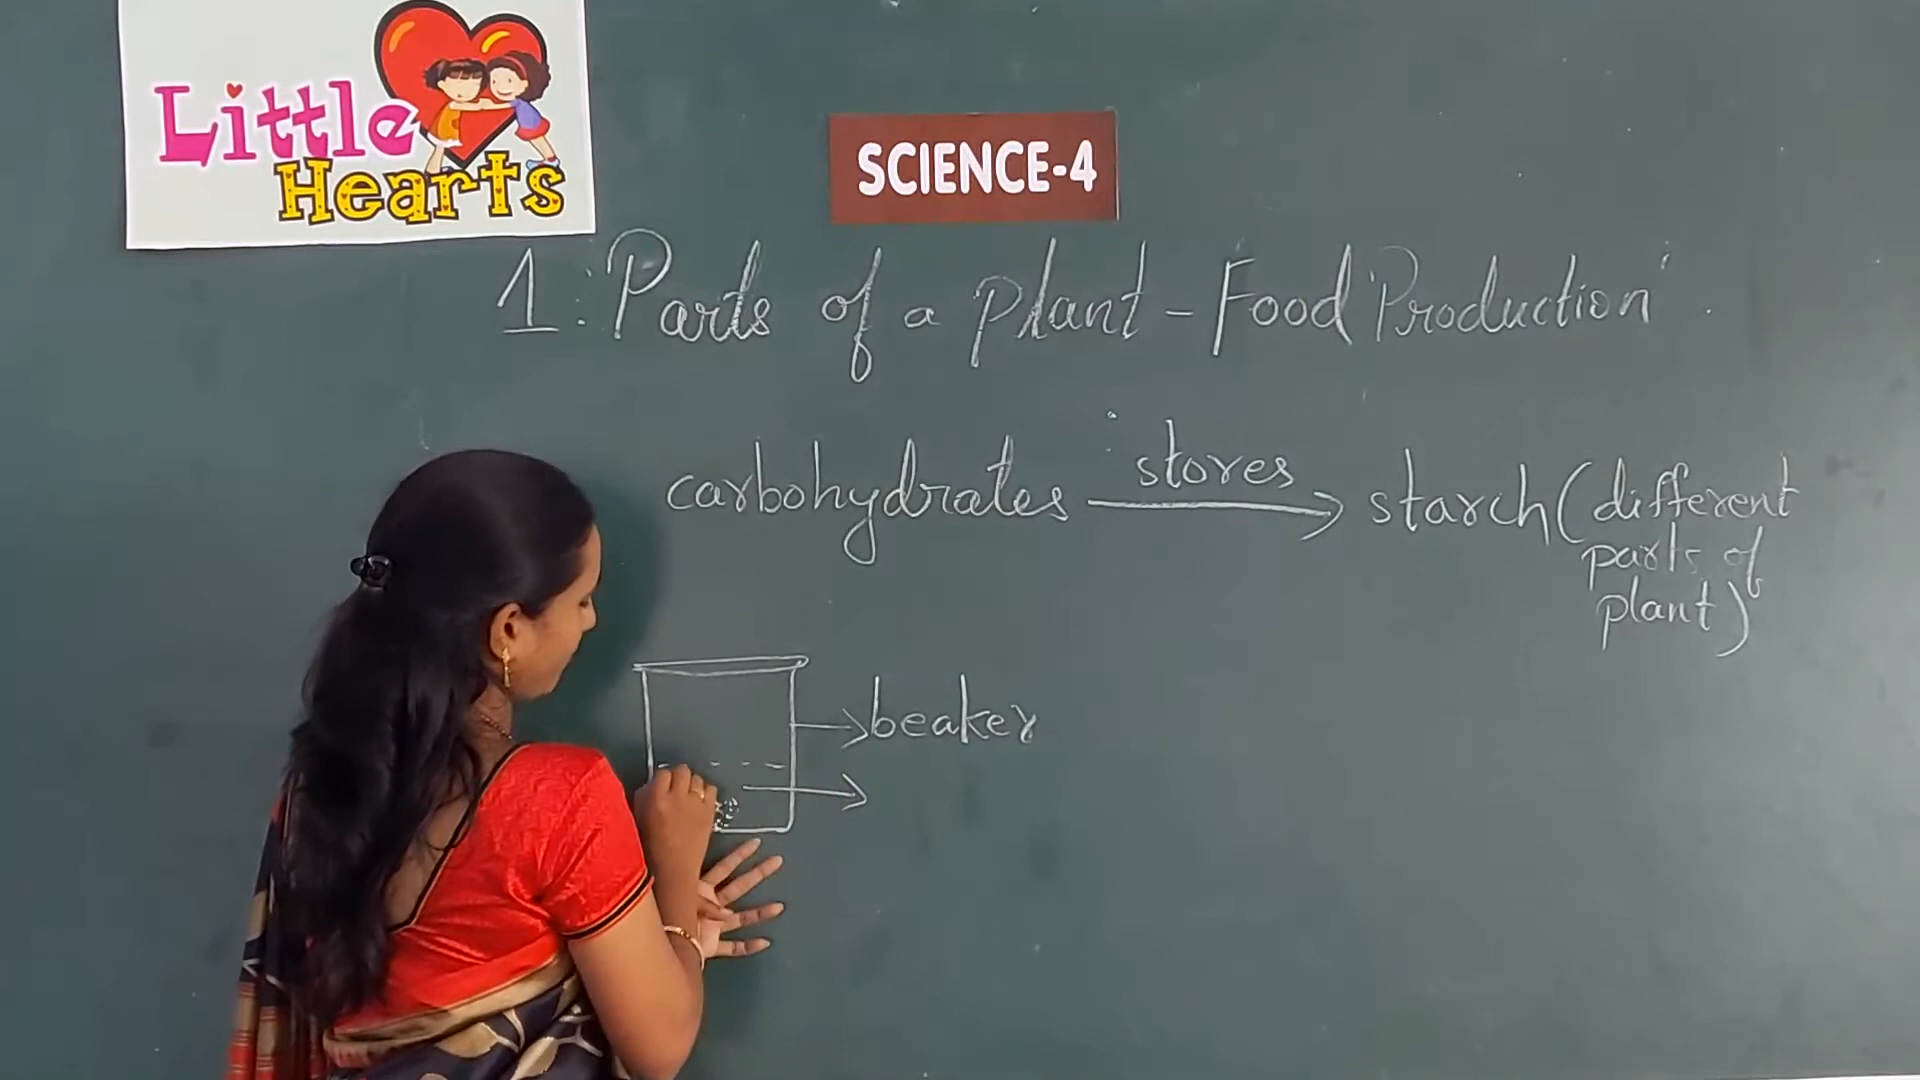 Little
Hearts
SCIENCE-4
1: Parts of a plant - Food Production
carbohydrates stores starch (different
parts of
plant)
beaker